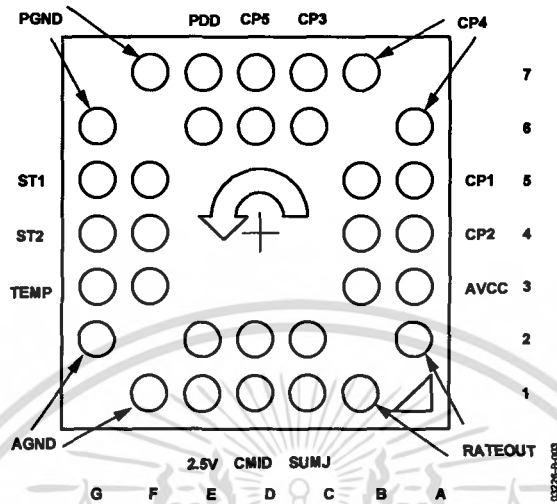 PGND PDD CP5 CP3 CP4
7
6
ST1 CP1 5
ST2 CP2 4
TEMP AVCC 3
2
1
AGND RATEOUT
2.5V CMID SUMJ
G F E D C B A